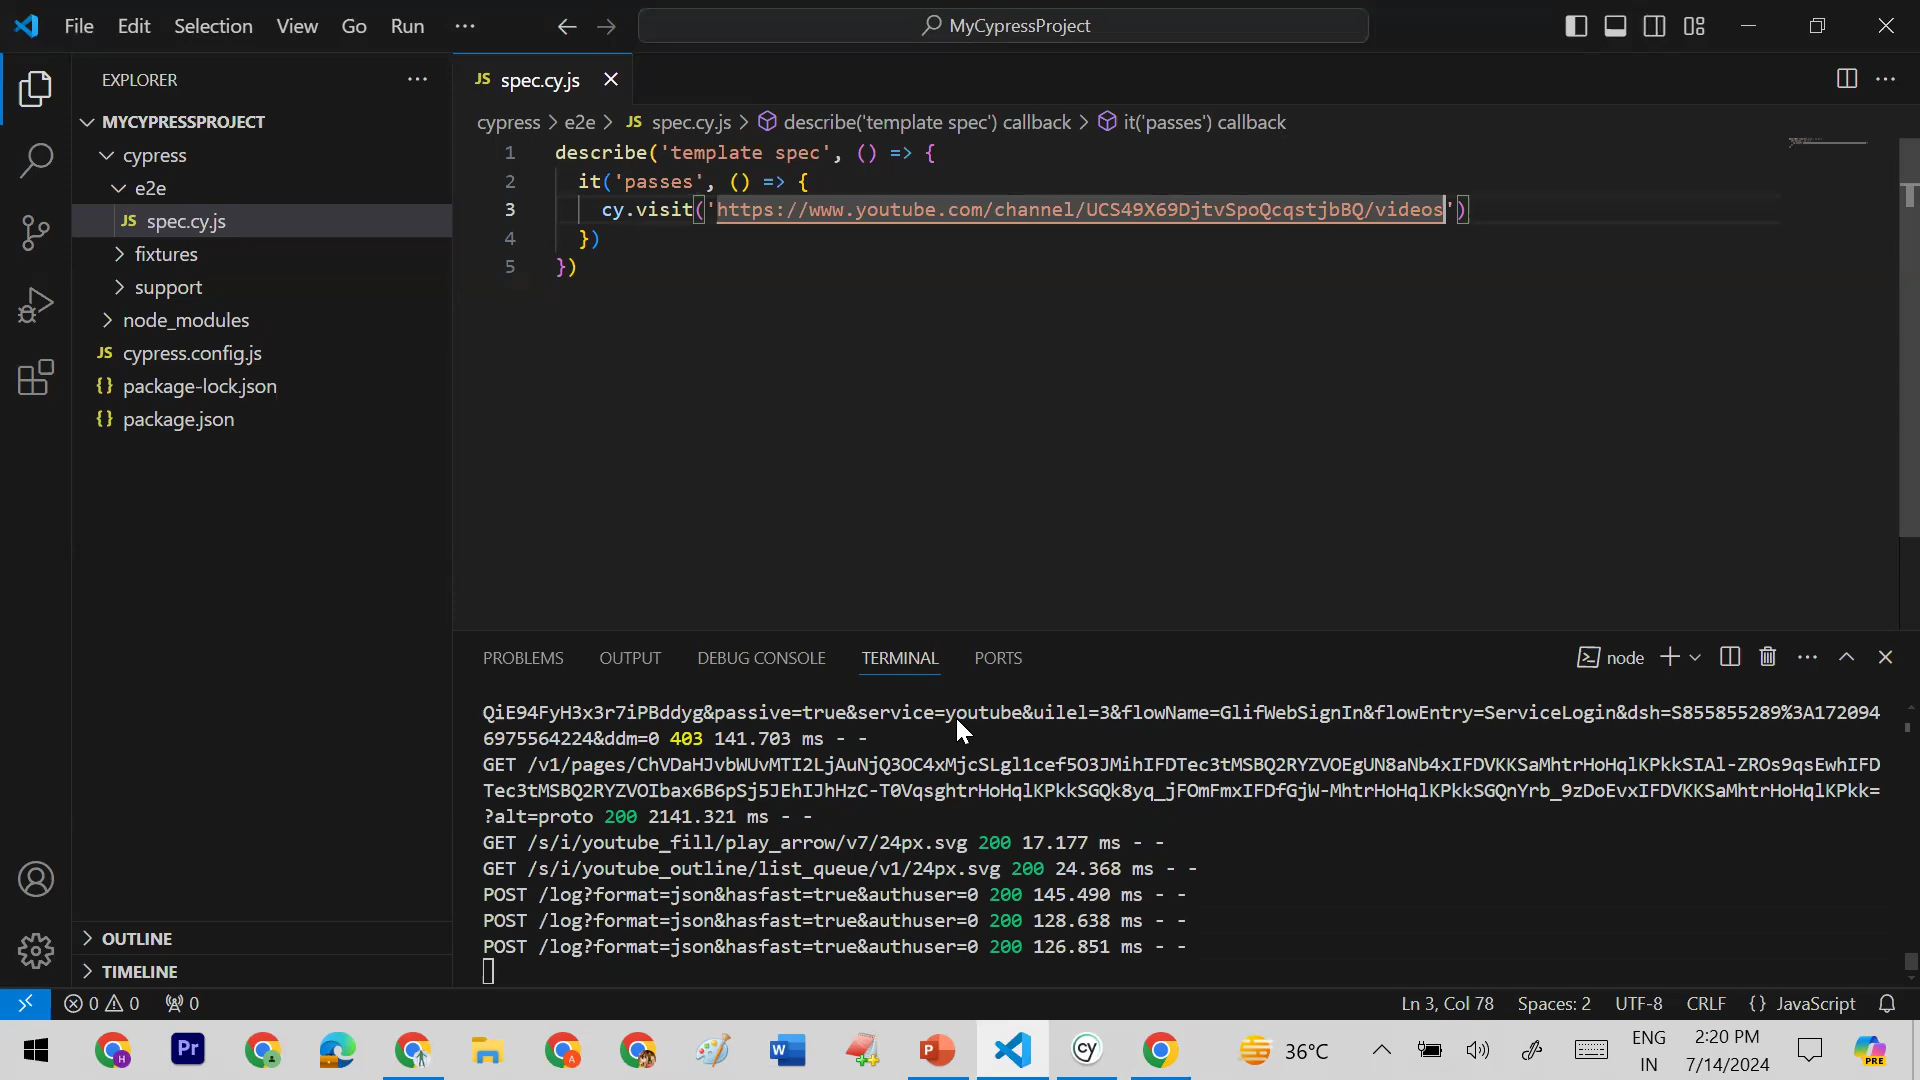 File Edit Selection View Go Run ···
MyCypressProject
EXPLORER
MYCYPRESSPROJECT
cypress
e2e
JS spec.cy.js
fixtures
support
node_modules
JS cypress.config.js
{} package-lock.json
{} package.json
OUTLINE
TIMELINE
JS spec.cy.js
cypress > e2e > JS spec.cy.js > describe('template spec') callback > it('passes') callback
1 describe('template spec', () => {
2 it('passes', () => {
3 cy.visit('https://www.youtube.com/channel/UCS49X69DjtvSpoQcqstjbBQ/videos')
4 })
5 })
PROBLEMS OUTPUT DEBUG CONSOLE TERMINAL PORTS
node
QiE94FyH3x3r7iPBddyg&passive=true&service=youtube&uilel=3&flowName=GlifWebSignIn&flowEntry=ServiceLogin&dsh=S855855289%3A172094
6975564224&ddm=0 403 141.703 ms - -
GET /v1/pages/ChVDaHJvbWUvMTI2LjAuNjQ3OC4xMjcSLgl1cef5O3JMihIFDTec3tMSBQ2RYZVOEgUN8aNb4xIFDVKKSaMhtrHoHqlKPkkSIAl-ZROs9qsEwhIFD
Tec3tMSBQ2RYZVOIbax6B6pSj5JEhIJhHzC-T0VqsghtrHoHqlKPkkSGQk8yq_jFOmFmxIFDfGjW-MhtrHoHqlKPkkSGQnYrb_9zDoEvxIFDVKKSaMhtrHoHqlKPkk=
?alt=proto 200 2141.321 ms - -
GET /s/i/youtube_fill/play_arrow/v7/24px.svg 200 17.177 ms - -
GET /s/i/youtube_outline/list_queue/v1/24px.svg 200 24.368 ms - -
POST /log?format=json&hasfast=true&authuser=0 200 145.490 ms - -
POST /log?format=json&hasfast=true&authuser=0 200 128.638 ms - -
POST /log?format=json&hasfast=true&authuser=0 200 126.851 ms - -
0 0 0
Ln 3, Col 78 Spaces: 2 UTF-8 CRLF {} JavaScript
H Pr A W P cy
36°C
ENG
IN
2:20 PM
7/14/2024
PRE